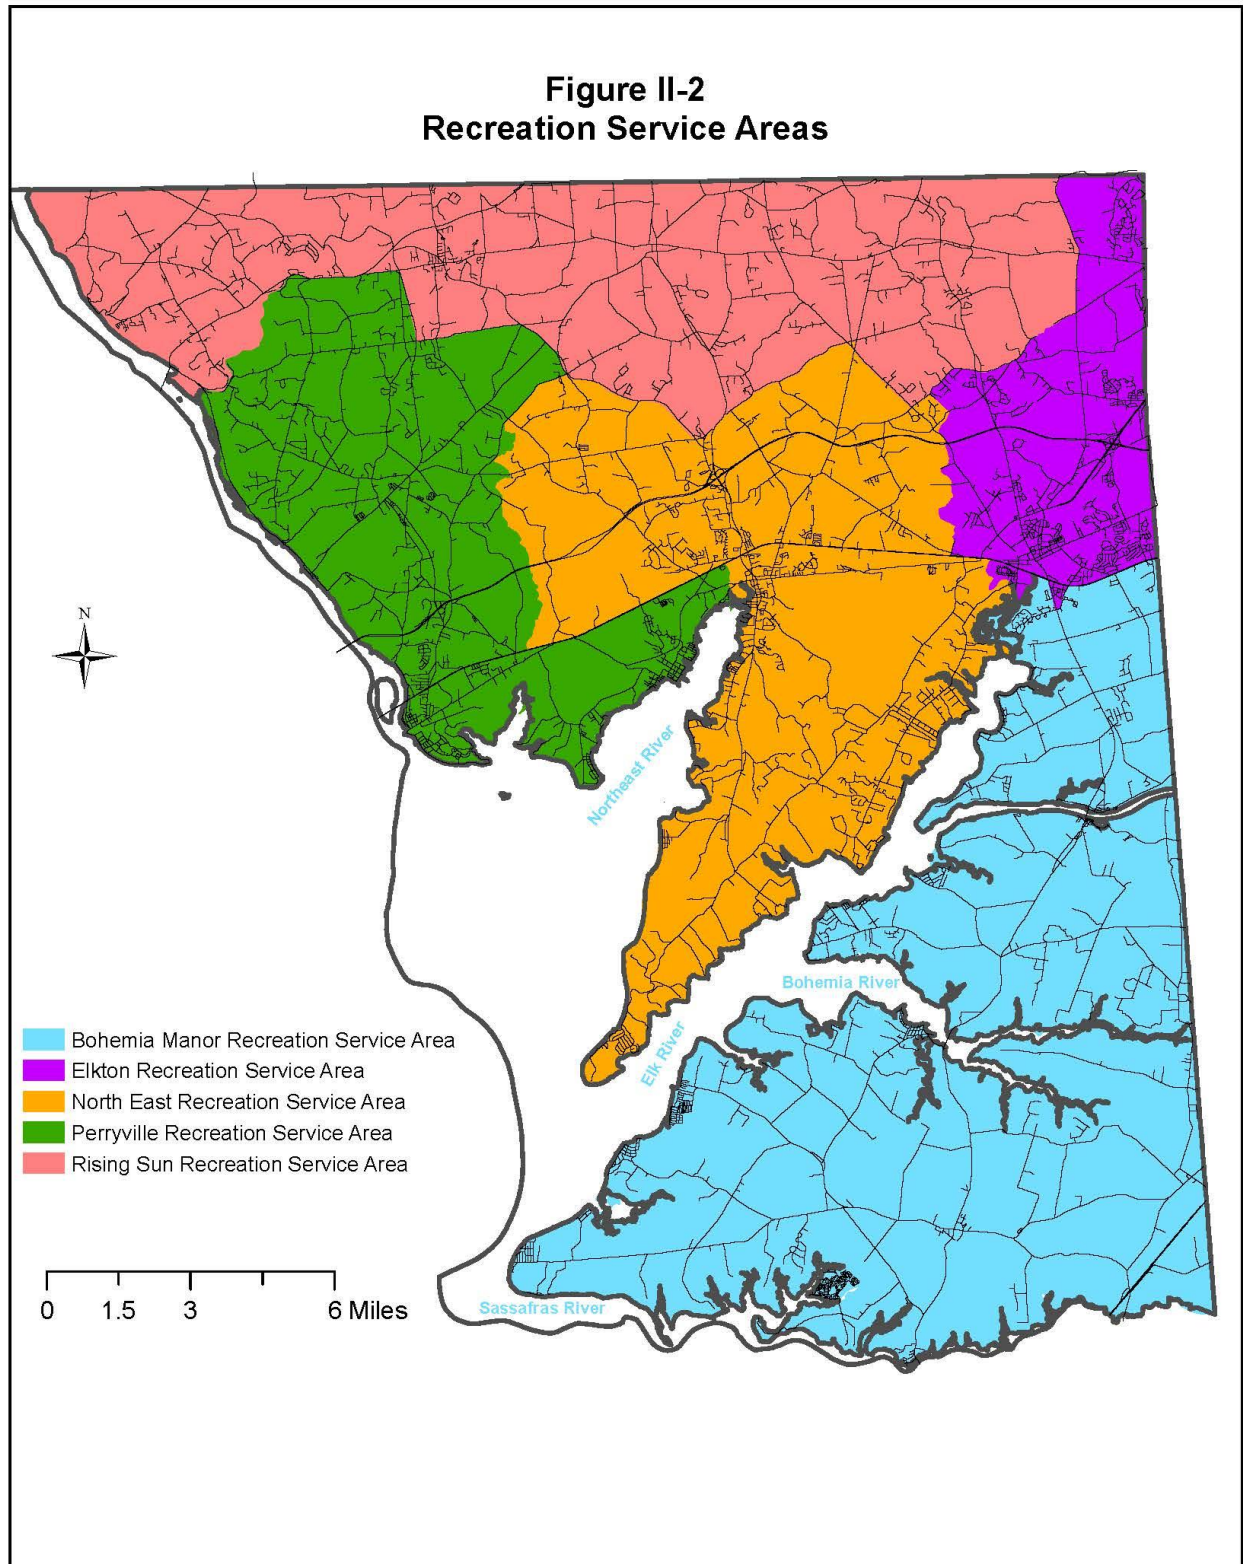 Figure II-2
Recreation Service Areas
N
Northeast River
Bohemia River
Elk River
Sassafras River
Bohemia Manor Recreation Service Area
Elkton Recreation Service Area
North East Recreation Service Area
Perryville Recreation Service Area
Rising Sun Recreation Service Area
0 1.5 3 6 Miles